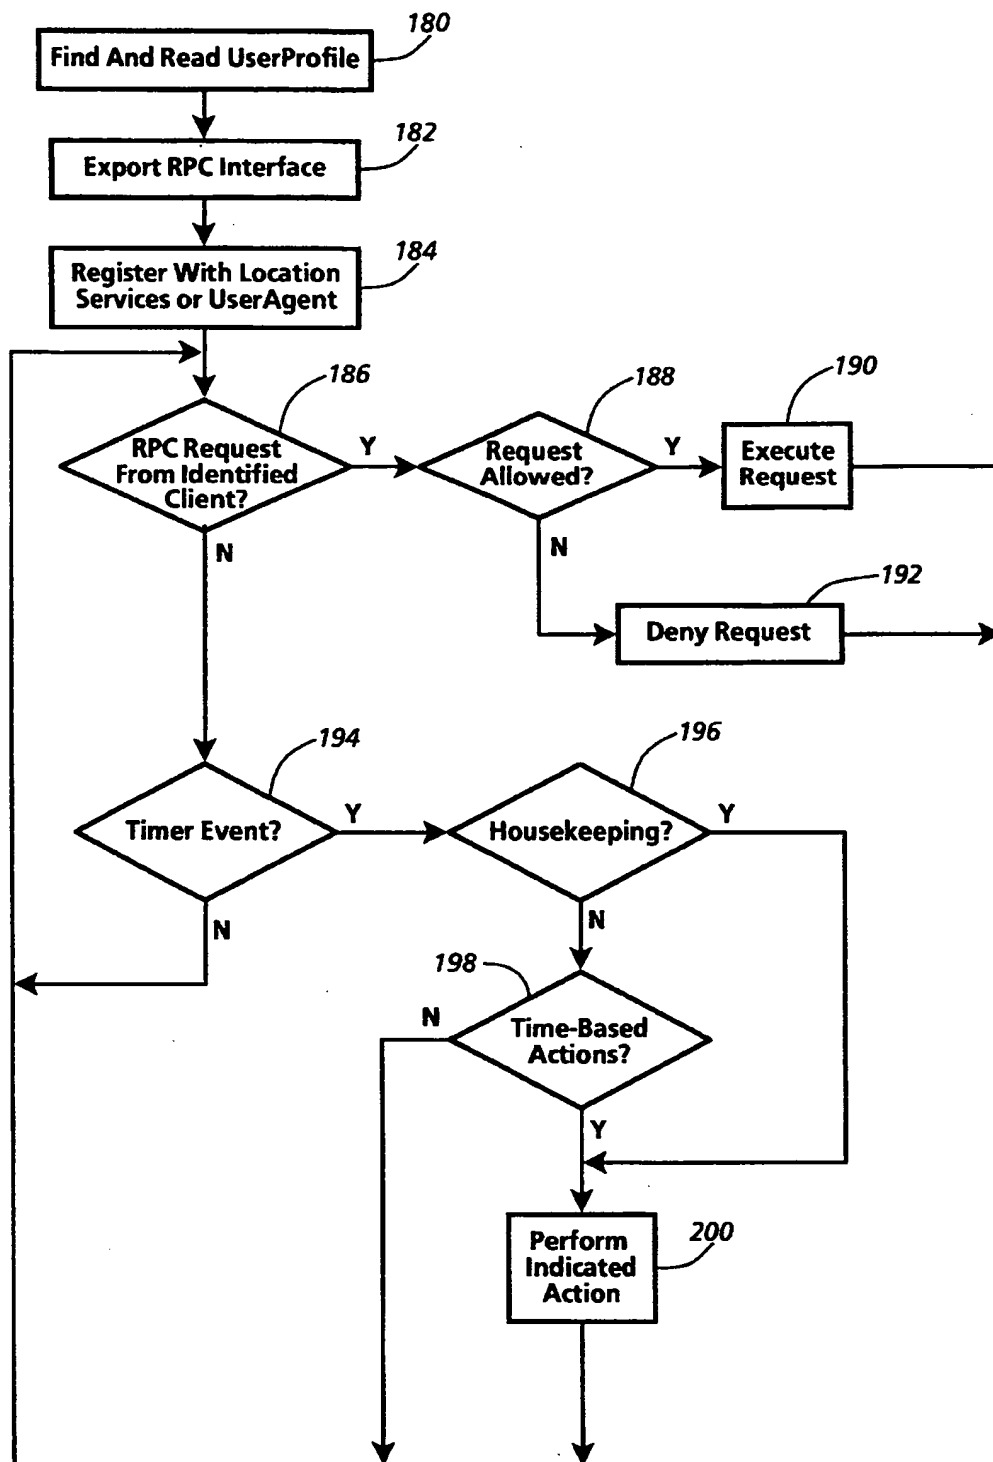 180
Find And Read UserProfile
182
Export RPC Interface
184
Register With Location
Services or UserAgent
186
188
190
RPC Request
From Identified
Client?
Y
Request
Allowed?
Y
Execute
Request
N
N
192
Deny Request
194
196
Timer Event?
Y
Housekeeping?
Y
N
N
198
N
Time-Based
Actions?
Y
200
Perform
Indicated
Action